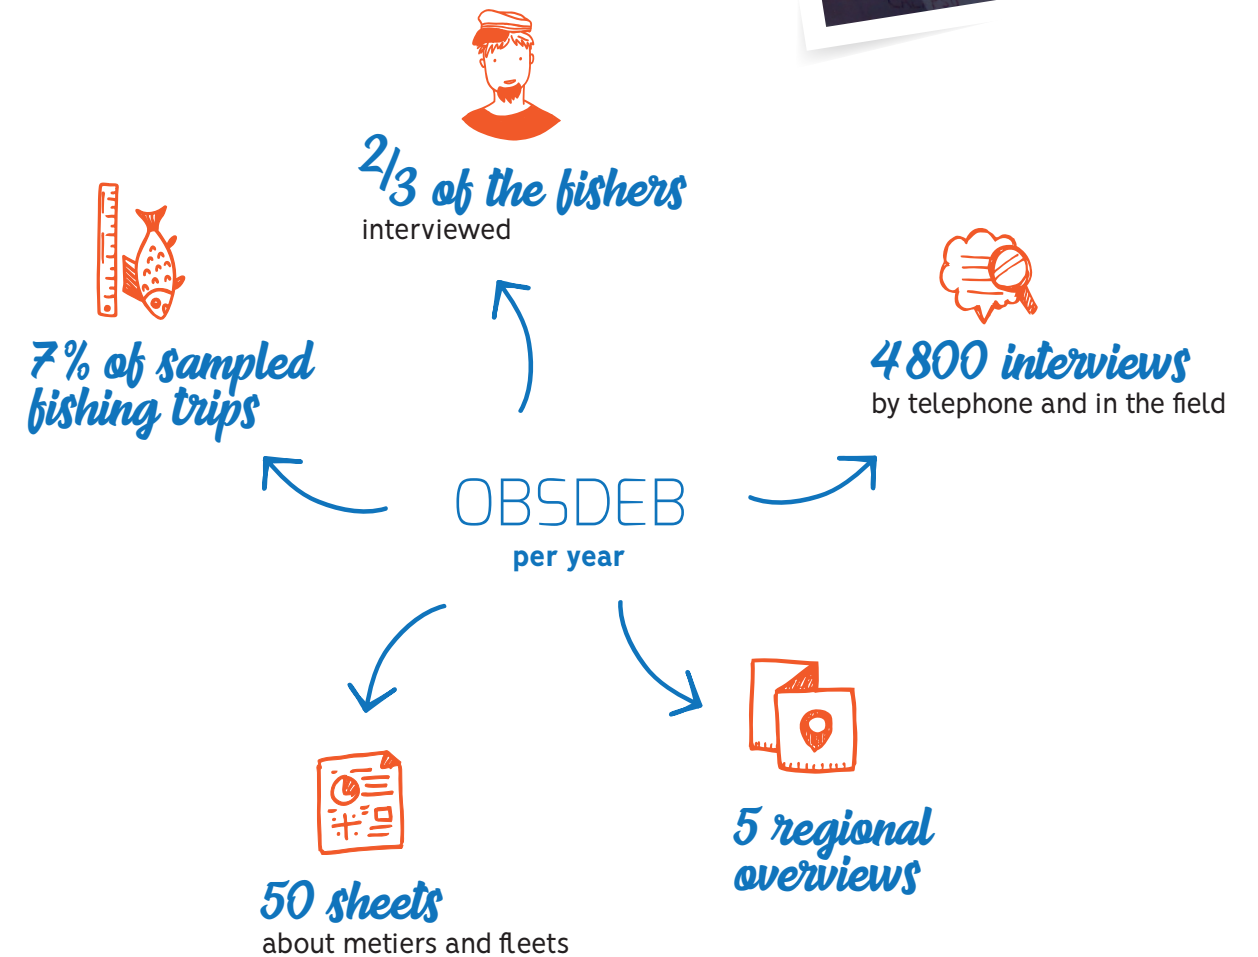 2/3 of the fishers
interviewed
7% of sampled
fishing trips
4 800 interviews
by telephone and in the field
OBSDEB
per year
50 sheets
about metiers and fleets
5 regional
overviews